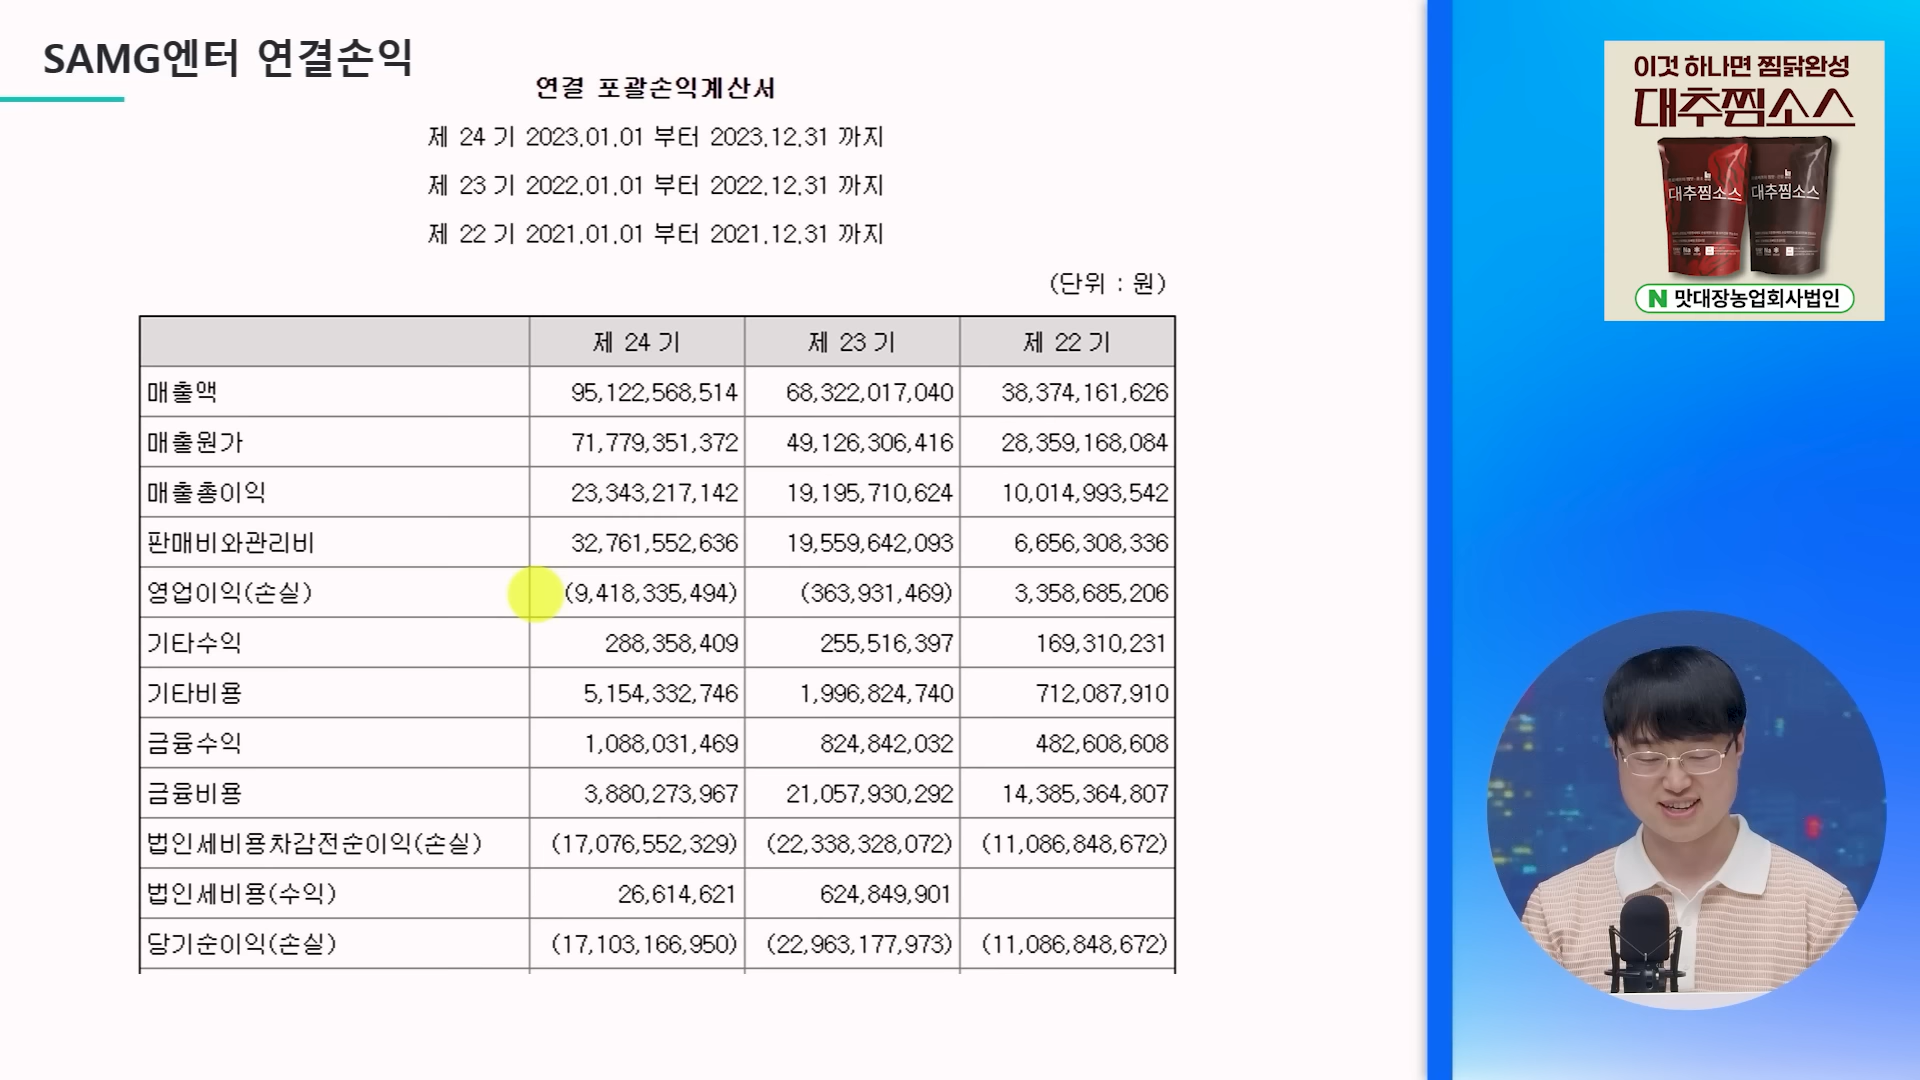 SAMG엔터 연결손익
연결 포괄손익계산서
제 24 기 2023.01.01 부터 2023.12.31 까지
제 23 기 2022.01.01 부터 2022.12.31 까지
제 22 기 2021.01.01 부터 2021.12.31 까지
(단위 : 원)
제 24 기 제 23 기 제 22 기
매출액 95,122,568,514 68,322,017,040 38,374,161,626
매출원가 71,779,351,372 49,126,306,416 28,359,168,084
매출총이익 23,343,217,142 19,195,710,624 10,014,993,542
판매비와관리비 32,761,552,636 19,559,642,093 6,656,308,336
영업이익(손실) (9,418,335,494) (363,931,469) 3,358,685,206
기타수익 288,358,409 255,516,397 169,310,231
기타비용 5,154,332,746 1,996,824,740 712,087,910
금융수익 1,088,031,469 824,842,032 482,608,608
금융비용 3,880,273,967 21,057,930,292 14,385,364,807
법인세비용차감전순이익(손실) (17,076,552,329) (22,338,328,072) (11,086,848,672)
법인세비용(수익) 26,614,621 624,849,901
당기순이익(손실) (17,103,166,950) (22,963,177,973) (11,086,848,672)
이것 하나면 찜닭완성
대추찜소스
대추찜소스 대추찜소스
N 맛대장농업회사법인